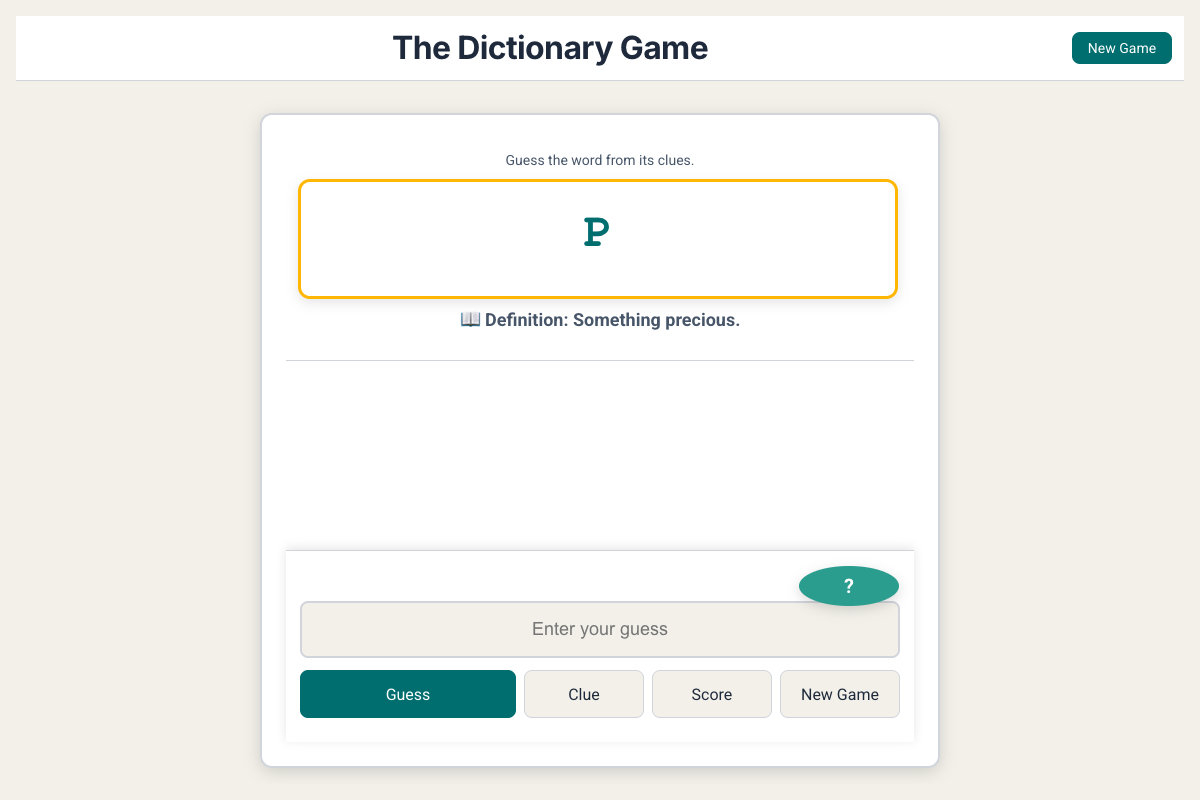 The Dictionary Game
New Game
Guess the word from its clues.
P
📖 Definition: Something precious.
?
Enter your guess
Guess
Clue
Score
New Game